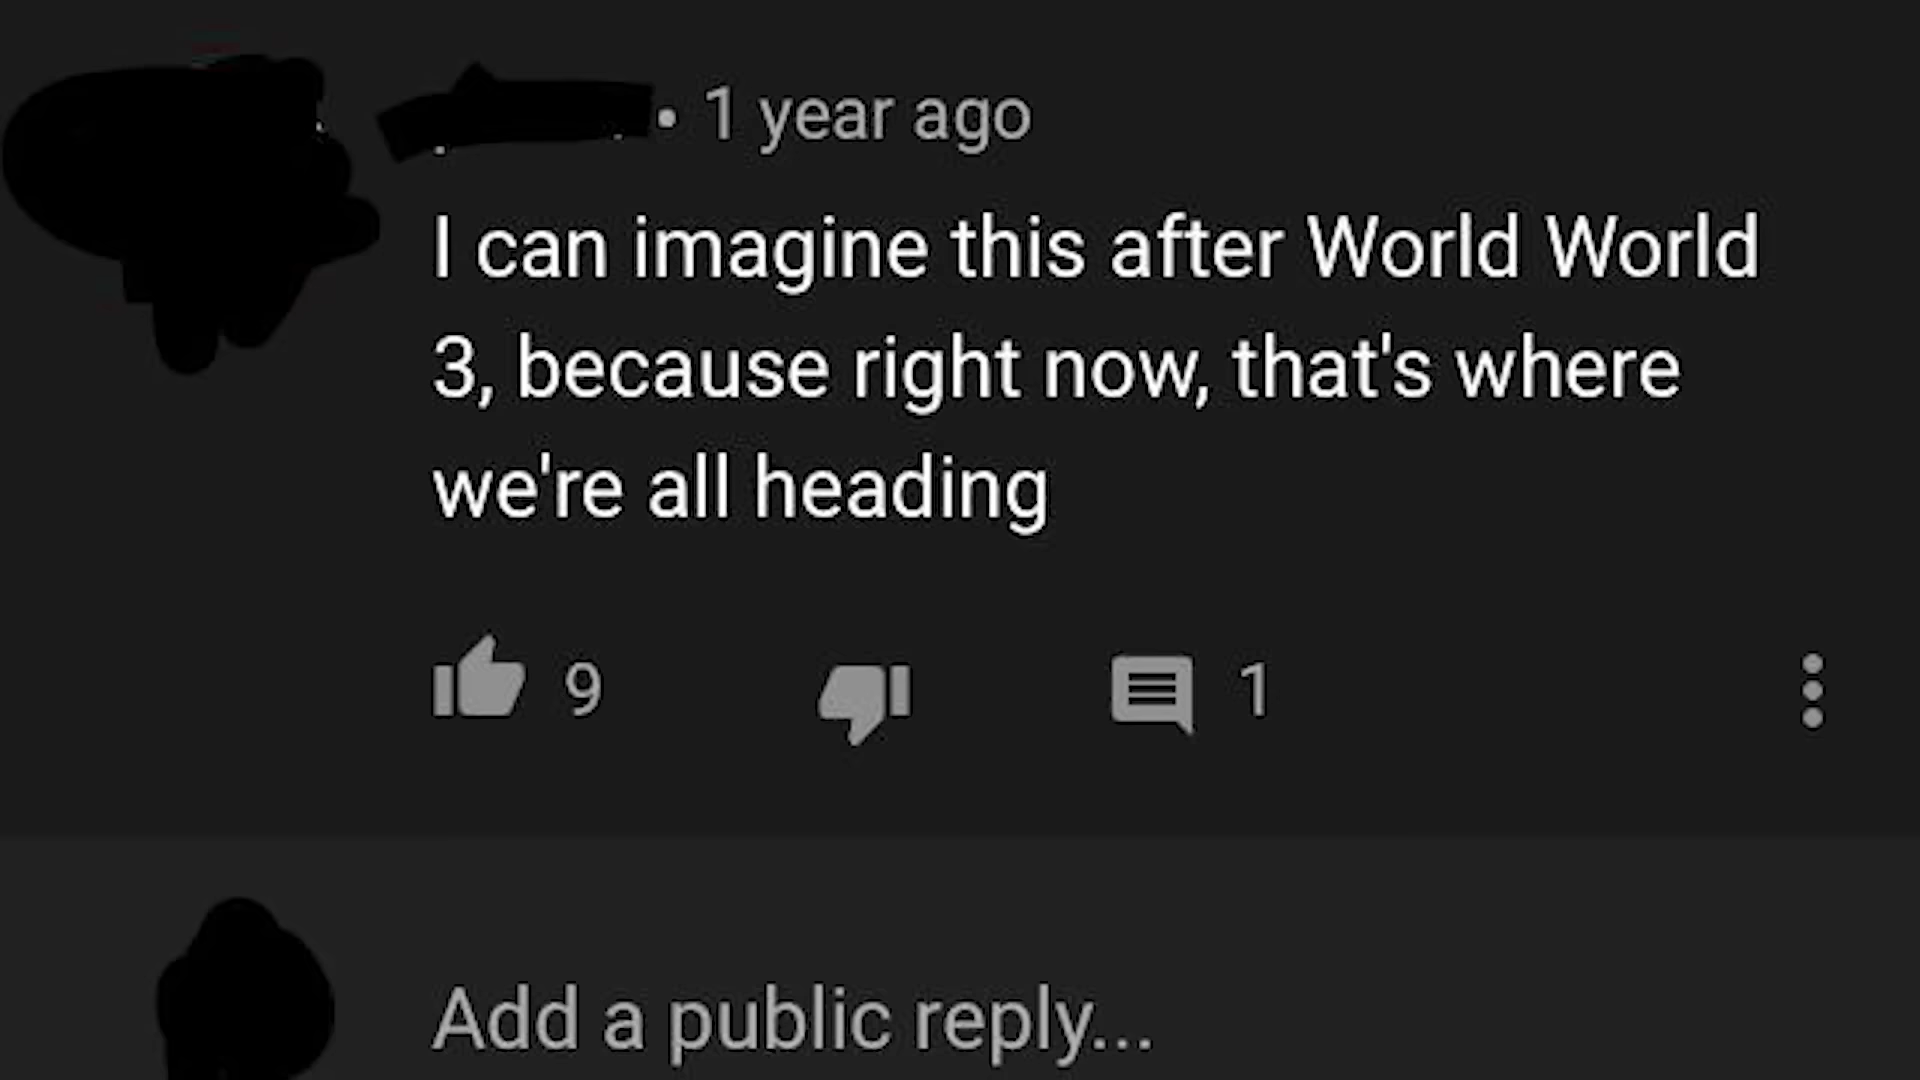 • 1 year ago
I can imagine this after World World
3, because right now, that's where
we're all heading
9
1
Add a public reply...